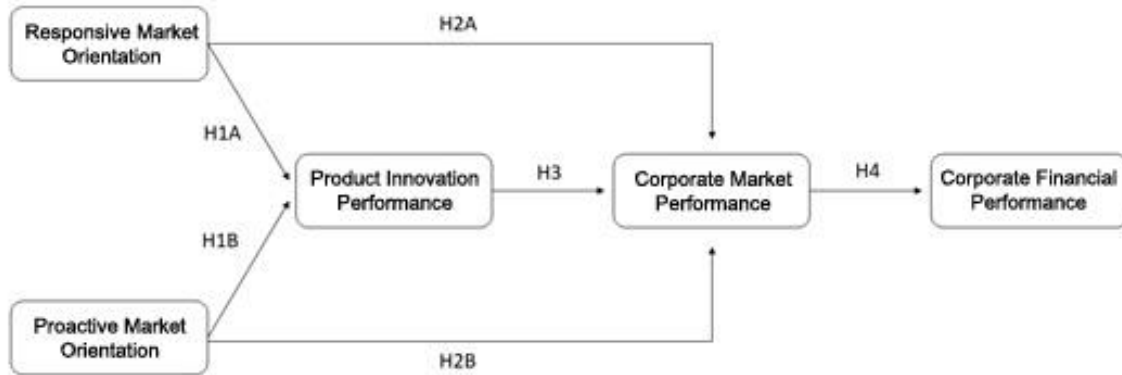 Responsive Market
Orientation
H2A
H1A
Product Innovation
Performance
H3
Corporate Market
Performance
H4
Corporate Financial
Performance
H1B
Proactive Market
Orientation
H2B